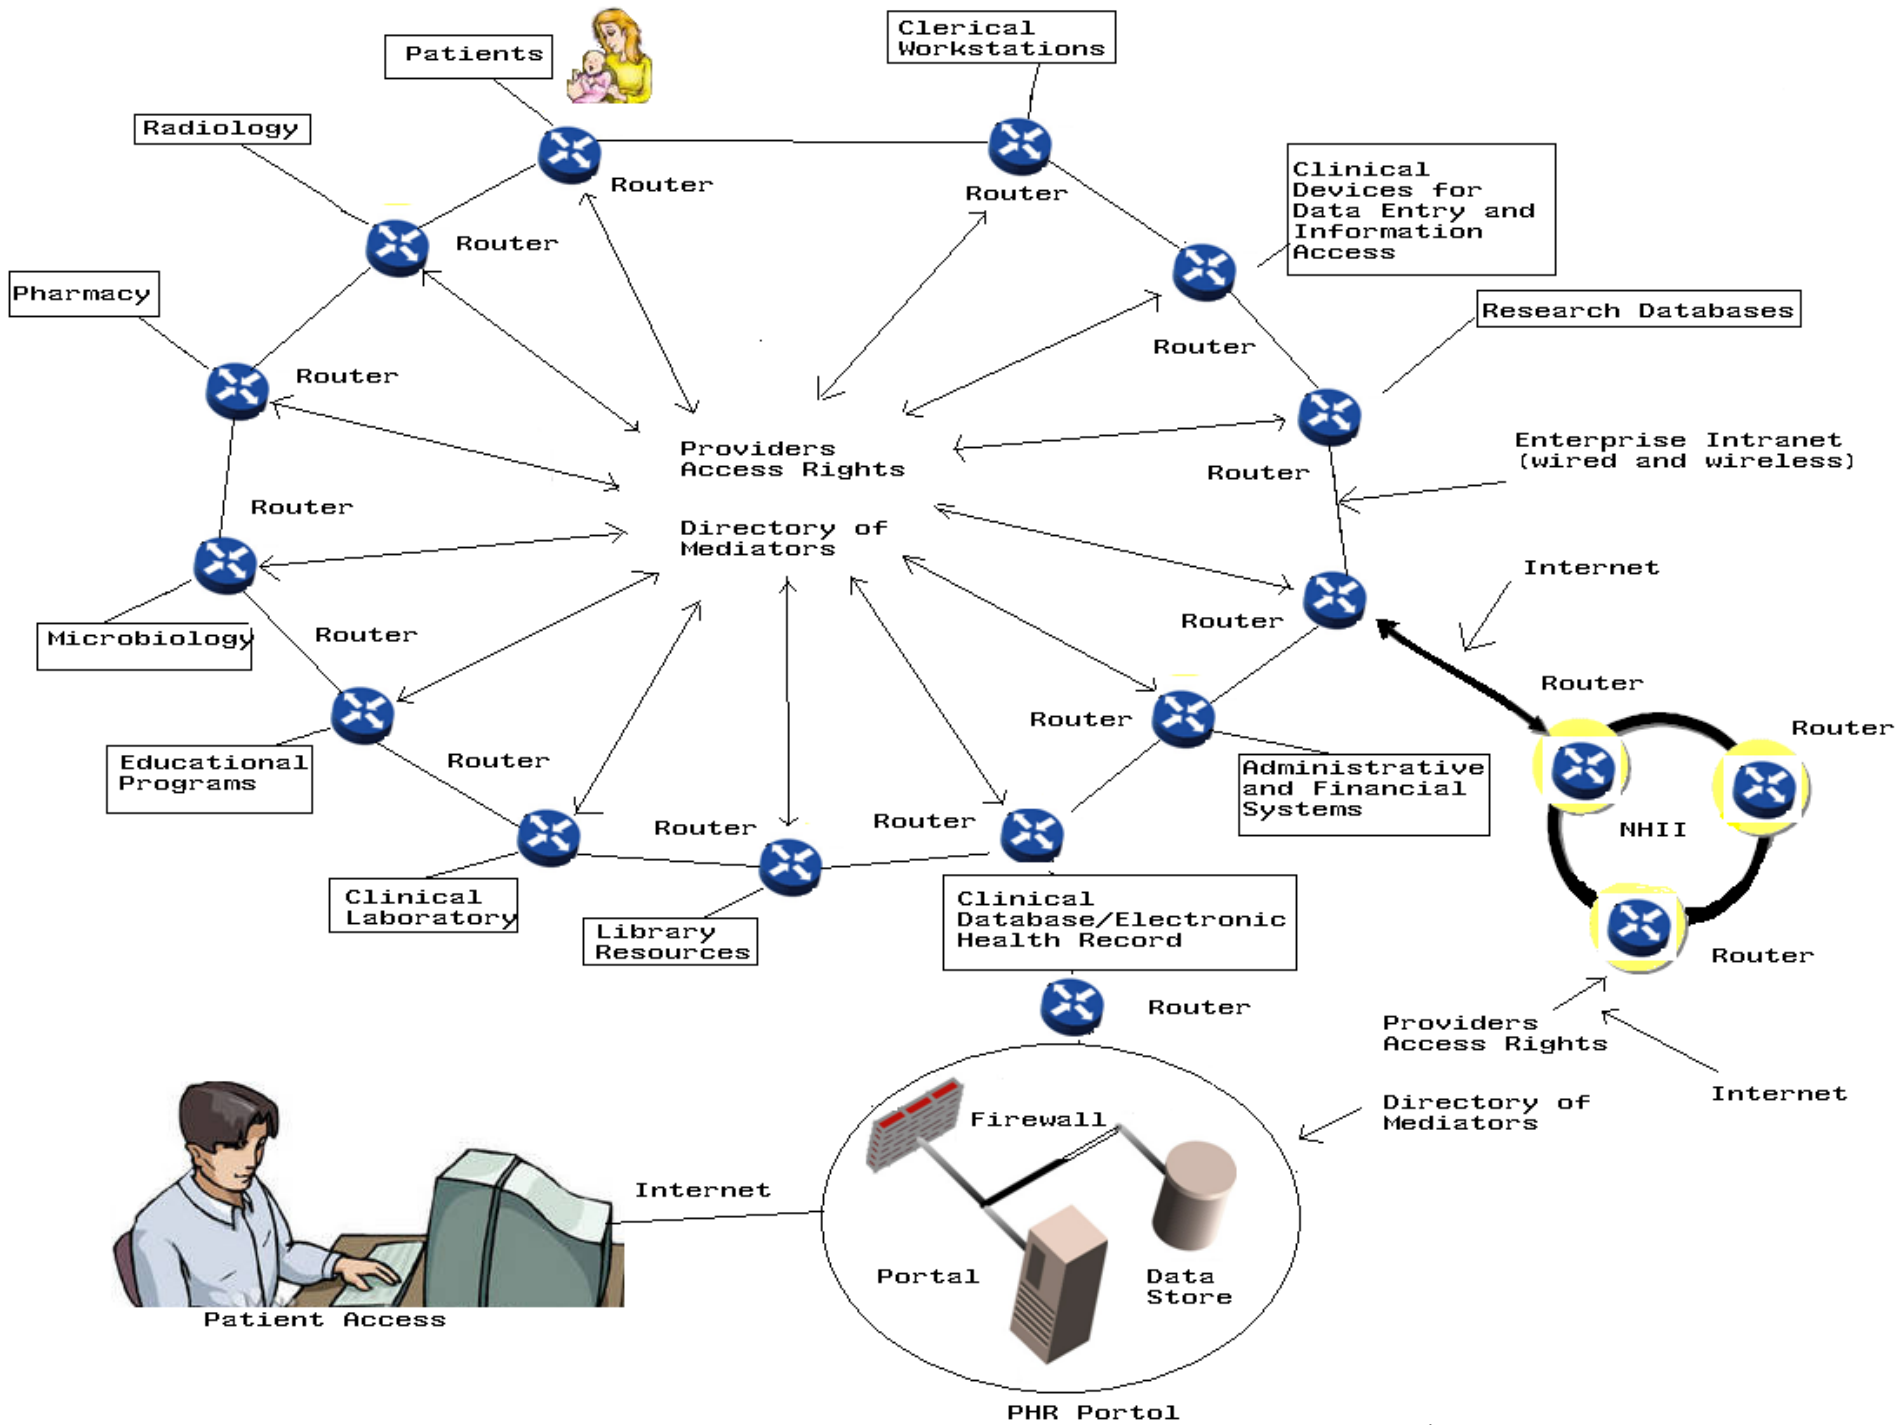 Clerical
Workstations
Patients
Radiology
Clinical
Devices for
Data Entry and
Information
Access
Router
Router
Router
Pharmacy
Research Databases
Router
Router
Providers
Access Rights
Enterprise Intranet
(wired and wireless)
Router
Router
Directory of
Mediators
Internet
Router
Microbiology
Router
Router
Router
Router
Educational
Programs
Router
Administrative
and Financial
Systems
Router
Router
NHII
Clinical
Laboratory
Library
Resources
Clinical
Database/Electronic
Health Record
Router
Router
Providers
Access Rights
Internet
Directory of
Mediators
Firewall
Internet
Portal
Data
Store
Patient Access
PHR Portol